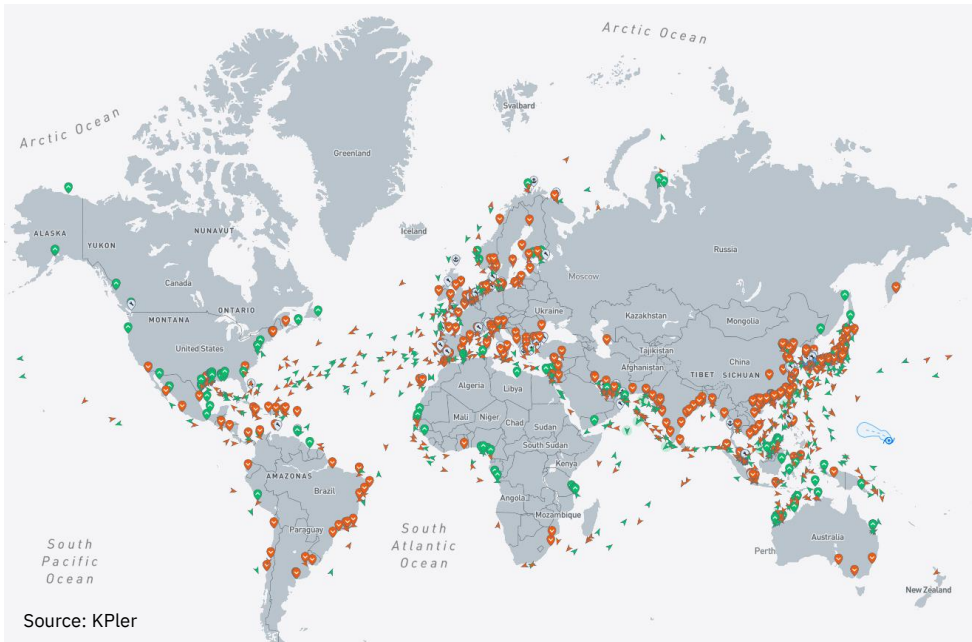 Arctic Ocean
Arctic Ocean
Svalbard
Greenland
ALASKA
YUKON
NUNAVUT
Iceland
Russia
Canada
Moscow
MONTANA
ONTARIO
Ukraine
Kazakhstan
Mongolia
United States
Tajikistan
China
Afghanistan
TIBET
SICHUAN
Algeria
Libya
Mali
Niger
Chad
Sudan
South Sudan
Kenya
AMAZONAS
Brazil
Angola
Mozambique
Paraguay
South
Atlantic
Ocean
South
Pacific
Ocean
Australia
Perth
New Zealand
Source: KPler